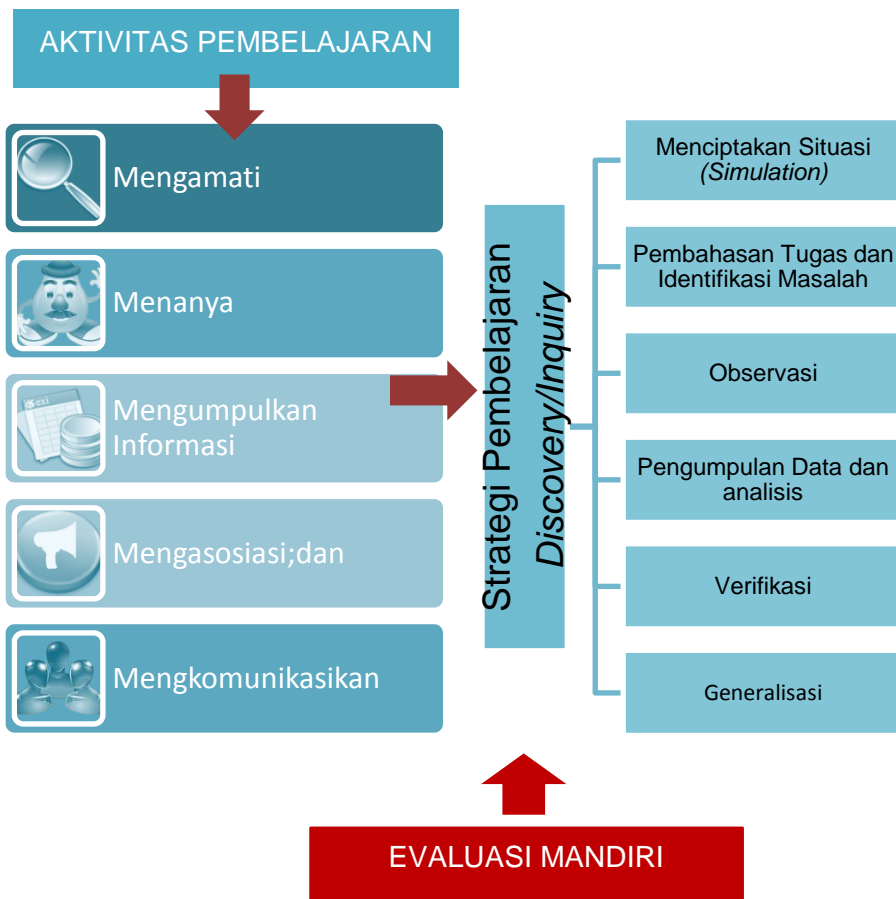 AKTIVITAS PEMBELAJARAN
Mengamati
Menanya
Mengumpulkan
Informasi
Mengasosiasi;dan
Mengkomunikasikan
Strategi Pembelajaran
Discovery/Inquiry
Menciptakan Situasi
(Simulation)
Pembahasan Tugas dan
Identifikasi Masalah
Observasi
Pengumpulan Data dan
analisis
Verifikasi
Generalisasi
EVALUASI MANDIRI